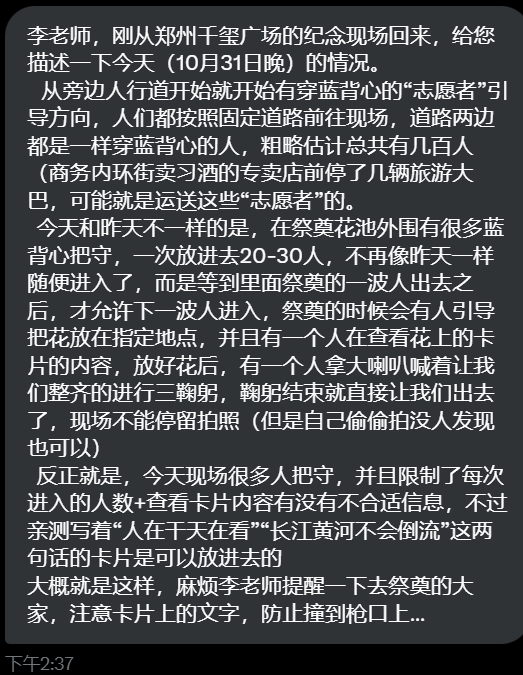 李老师，刚从郑州千玺广场的纪念现场回来，给您
描述一下今天（10月31日晚）的情况。
从旁边人行道开始就开始有穿蓝背心的“志愿者”引
导方向，人们都按照固定道路前往现场，道路两边
都是一样穿蓝背心的人，粗略估计总共有几百人
（商务内环街卖习酒的专卖店前停了几辆旅游大
巴，可能就是运送这些“志愿者”的。
今天和昨天不一样的是，在祭奠花池外围有很多蓝
背心把守，一次放进去20-30人，不再像昨天一样
随便进入了，而是等到里面祭奠的一波人出去之
后，才允许下一波人进入，祭奠的时候会有人引导
把花放在指定地点，并且有一个人在查看花上的卡
片的内容，放好花后，有一个人拿大喇叭喊着让我
们整齐的进行三鞠躬，鞠躬结束就直接让我们出去
了，现场不能停留拍照（但是自己偷偷拍没人发现
也可以）
反正就是，今天现场很多人把守，并且限制了每次
进入的人数+查看卡片内容有没有不合适信息，不过
亲测写着“人在干天在看”“长江黄河不会倒流”这两
句话的卡片是可以放进去的
大概就是这样，麻烦李老师提醒一下去祭奠的大
家，注意卡片上的文字，防止撞到枪口上...
下午2:37